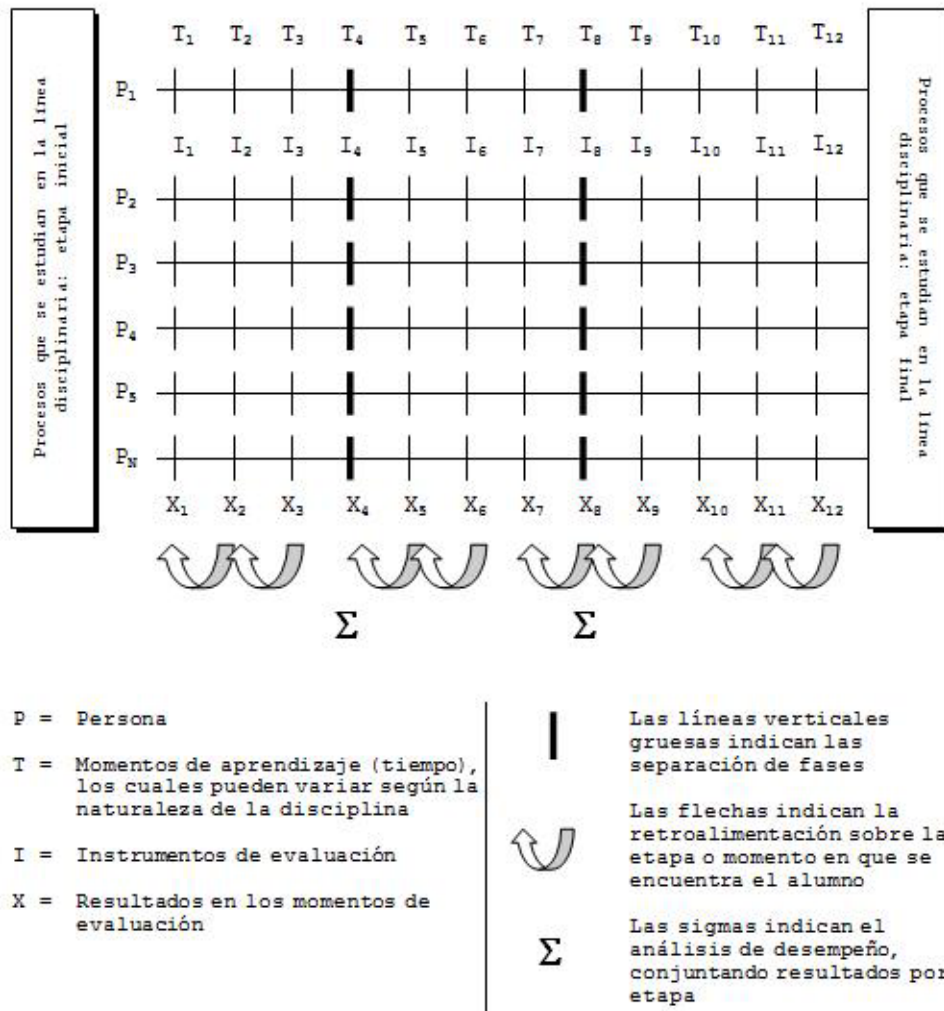 Procesos que se estudian en la línea
disciplinaria: etapa inicial
T₁ T₂ T₃ T₄ T₅ T₆ T₇ T₈ T₉ T₁₀ T₁₁ T₁₂
P₁
I₁ I₂ I₃ I₄ I₅ I₆ I₇ I₈ I₉ I₁₀ I₁₁ I₁₂
P₂
P₃
P₄
P₅
P_N
X₁ X₂ X₃ X₄ X₅ X₆ X₇ X₈ X₉ X₁₀ X₁₁ X₁₂
Σ Σ
Procesos que se estudian en la línea
disciplinaria: etapa final
P = Persona
T = Momentos de aprendizaje (tiempo),
los cuales pueden variar según la
naturaleza de la disciplina
I = Instrumentos de evaluación
X = Resultados en los momentos de
evaluación
Las líneas verticales
gruesas indican las
separación de fases
Las flechas indican la
retroalimentación sobre la
etapa o momento en que se
encuentra el alumno
Σ
Las sigmas indican el
análisis de desempeño,
conjuntando resultados por
etapa